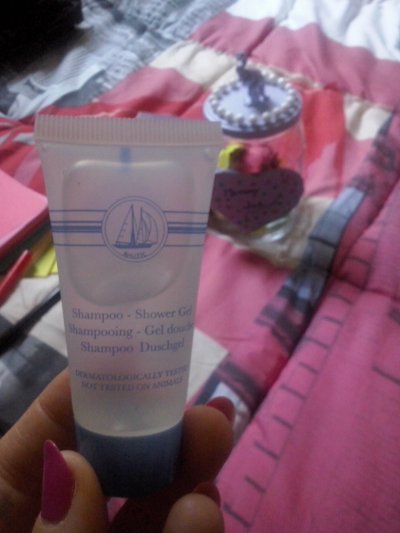 Shampoo - Shower Gel
Shampooing - Gel douche
Shampoo Duschgel
DERMATOLOGICALLY TESTED
NOT TESTED ON ANIMALS